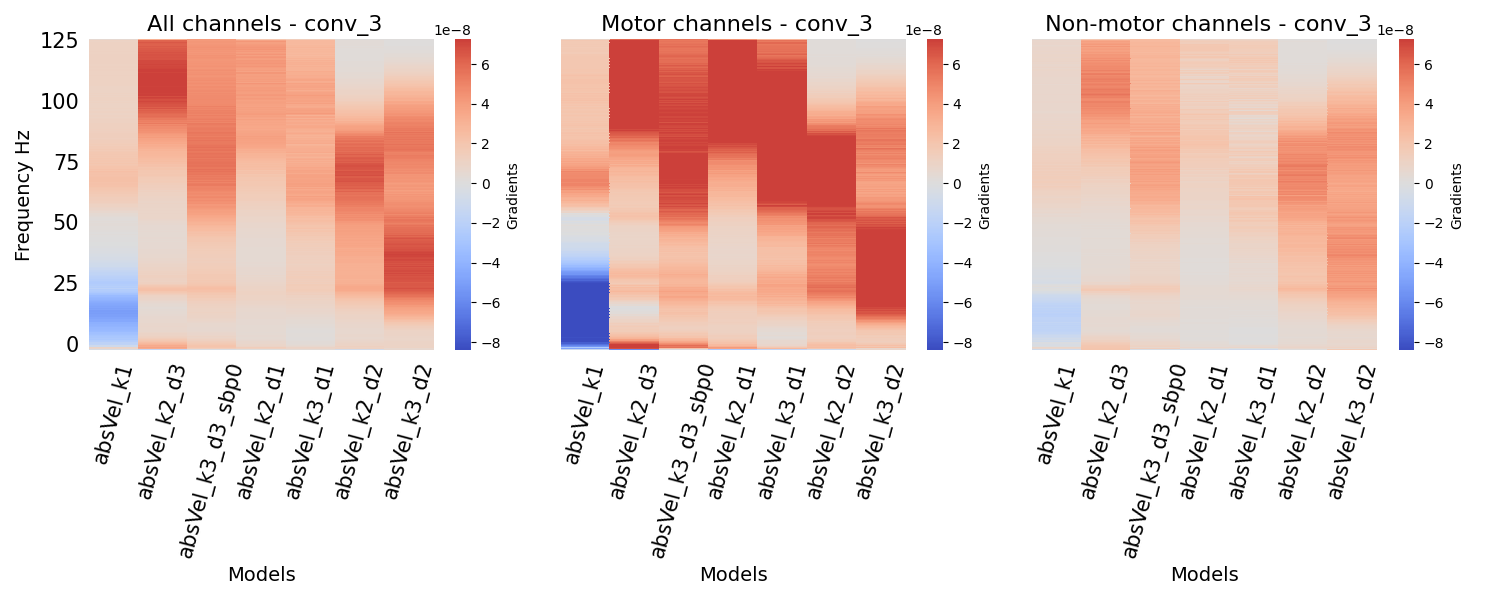 All channels - conv_3
Motor channels - conv_3
Non-motor channels - conv_3
1e−8
1e−8
1e−8
Frequency Hz
125
100
75
50
25
0
6
4
2
0
−2
−4
−6
−8
Gradients
6
4
2
0
−2
−4
−6
−8
Gradients
6
4
2
0
−2
−4
−6
−8
Gradients
absVel_k1
absVel_k2_d3
absVel_k3_d3_sbp0
absVel_k2_d1
absVel_k3_d1
absVel_k2_d2
absVel_k3_d2
absVel_k1
absVel_k2_d3
absVel_k3_d3_sbp0
absVel_k2_d1
absVel_k3_d1
absVel_k2_d2
absVel_k3_d2
absVel_k1
absVel_k2_d3
absVel_k3_d3_sbp0
absVel_k2_d1
absVel_k3_d1
absVel_k2_d2
absVel_k3_d2
Models
Models
Models